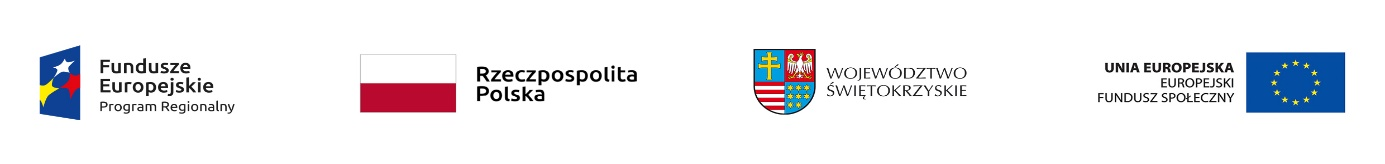 Fundusze
Europejskie
Program Regionalny
Rzeczpospolita
Polska
WOJEWÓDZTWO
ŚWIĘTOKRZYSKIE
UNIA EUROPEJSKA
EUROPEJSKI
FUNDUSZ SPOŁECZNY